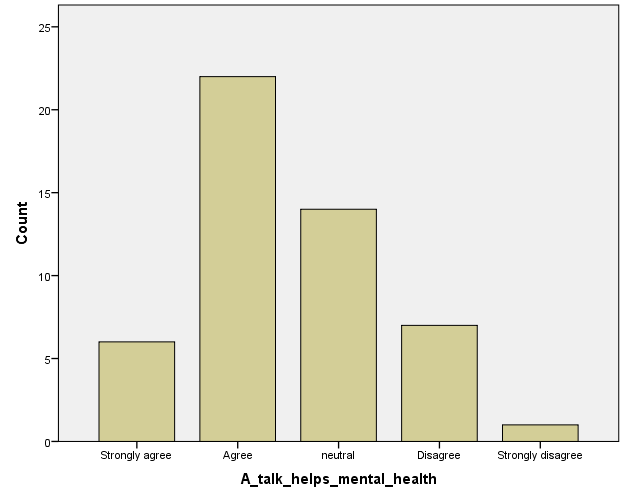 25
20
15
10
5
0
Count
Strongly agree
Agree
neutral
Disagree
Strongly disagree
A_talk_helps_mental_health